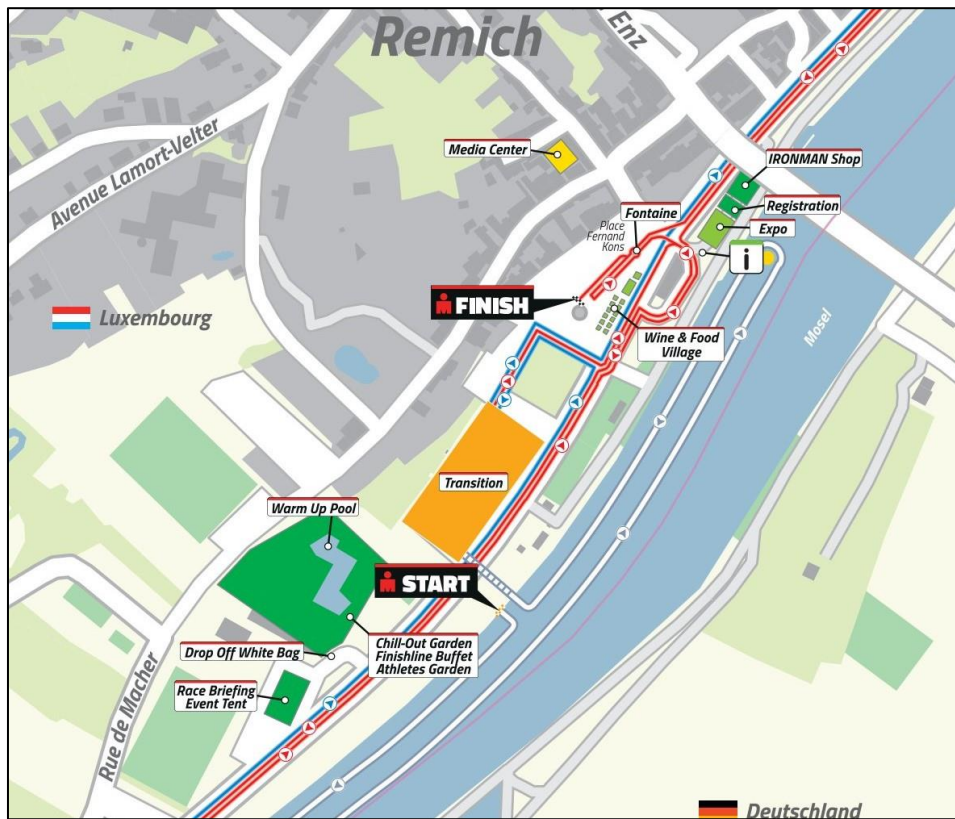 Remich
Enz
Avenue Lamort-Velter
Media Center
IRONMAN Shop
Registration
Fontaine
Place
Fernand
Kons
Expo
i
FINISH
Luxembourg
Wine & Food
Village
Mosel
Transition
Warm Up Pool
START
Chill-Out Garden
Finishline Buffet
Athletes Garden
Drop Off White Bag
Race Briefing
Event Tent
Rue de Macher
Deutschland